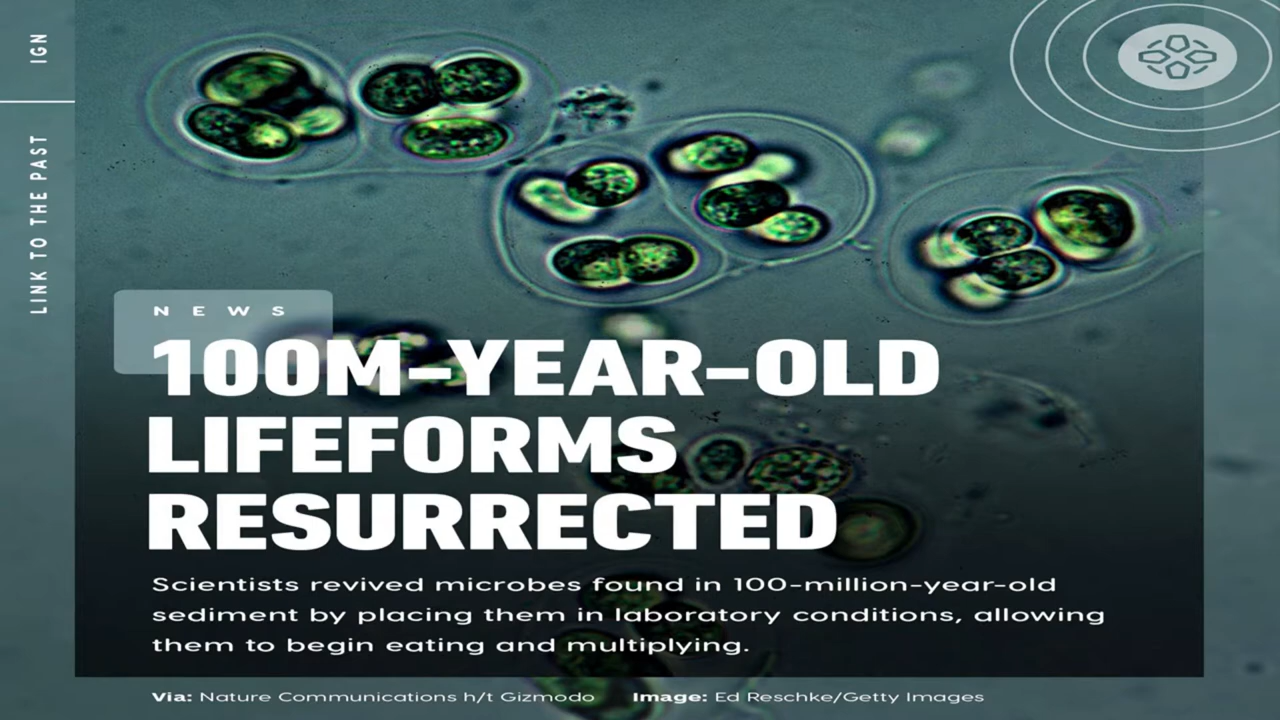 IGN
LINK TO THE PAST
NEWS
100M-YEAR-OLD
LIFEFORMS
RESURRECTED
Scientists revived microbes found in 100-million-year-old
sediment by placing them in laboratory conditions, allowing
them to begin eating and multiplying.
Via: Nature Communications h/t Gizmodo Image: Ed Reschke/Getty Images